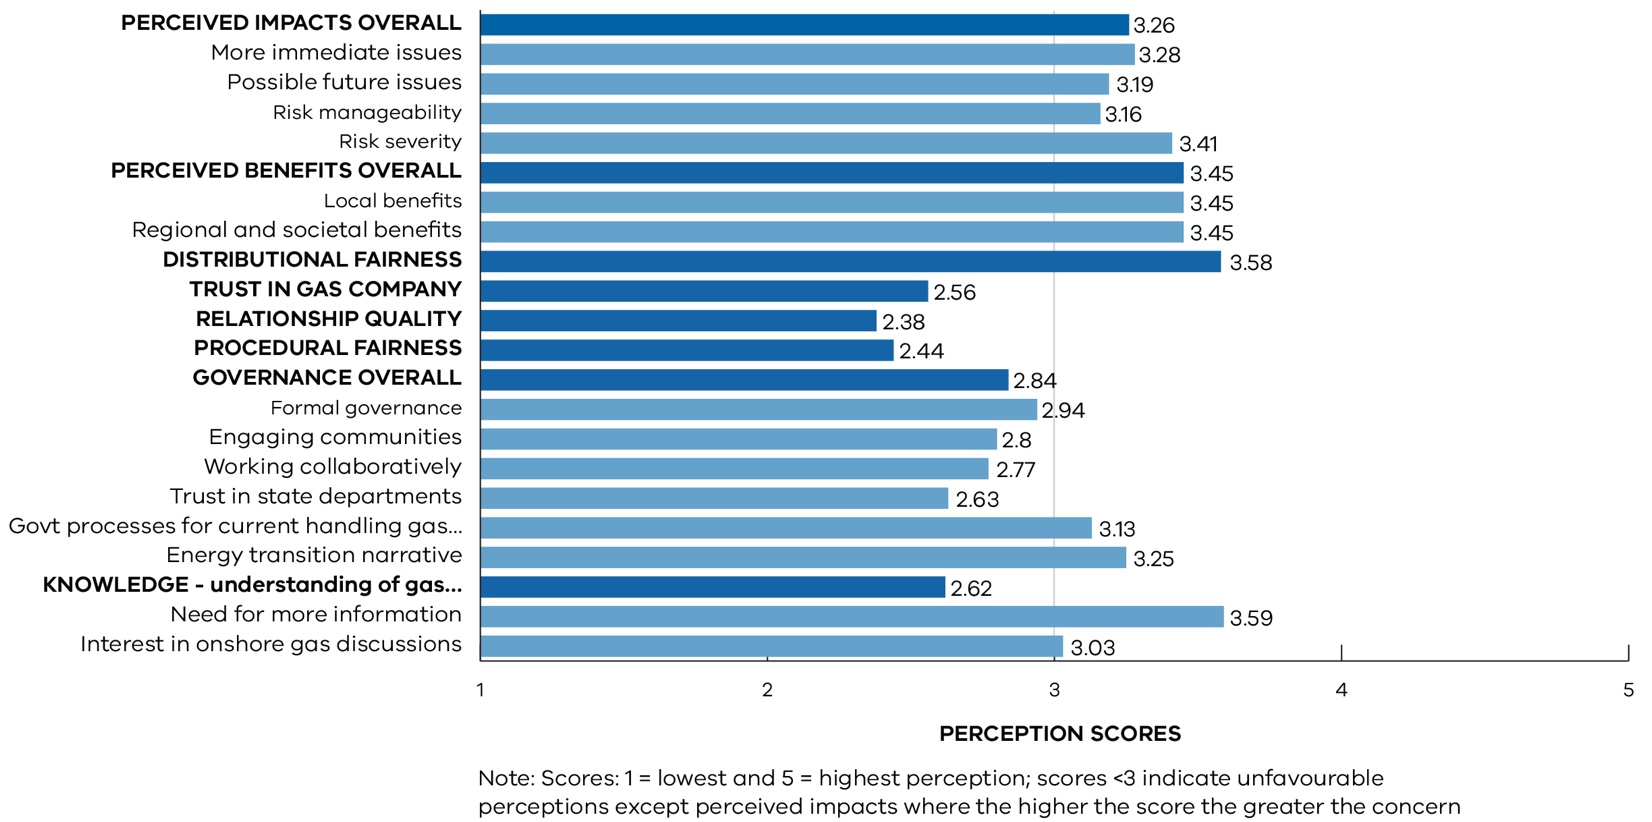 PERCEIVED IMPACTS OVERALL 3.26
More immediate issues 3.28
Possible future issues 3.19
Risk manageability 3.16
Risk severity 3.41
PERCEIVED BENEFITS OVERALL 3.45
Local benefits 3.45
Regional and societal benefits 3.45
DISTRIBUTIONAL FAIRNESS 3.58
TRUST IN GAS COMPANY 2.56
RELATIONSHIP QUALITY 2.38
PROCEDURAL FAIRNESS 2.44
GOVERNANCE OVERALL 2.84
Formal governance 2.94
Engaging communities 2.8
Working collaboratively 2.77
Trust in state departments 2.63
Govt processes for current handling gas... 3.13
Energy transition narrative 3.25
KNOWLEDGE - understanding of gas... 2.62
Need for more information 3.59
Interest in onshore gas discussions 3.03
1 2 3 4 5
PERCEPTION SCORES
Note: Scores: 1 = lowest and 5 = highest perception; scores <3 indicate unfavourable
perceptions except perceived impacts where the higher the score the greater the concern